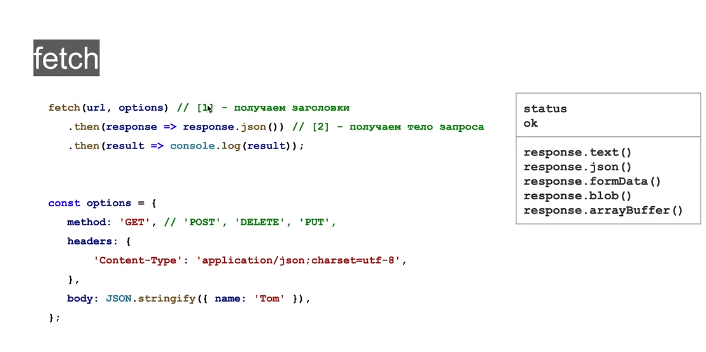 fetch
fetch(url, options) // [1] - получаем заголовки
.then(response => response.json()) // [2] - получаем тело запроса
.then(result => console.log(result));
const options = {
method: 'GET', // 'POST', 'DELETE', 'PUT',
headers: {
'Content-Type': 'application/json;charset=utf-8',
},
body: JSON.stringify({ name: 'Tom' }),
};
status
ok
response.text()
response.json()
response.formData()
response.blob()
response.arrayBuffer()